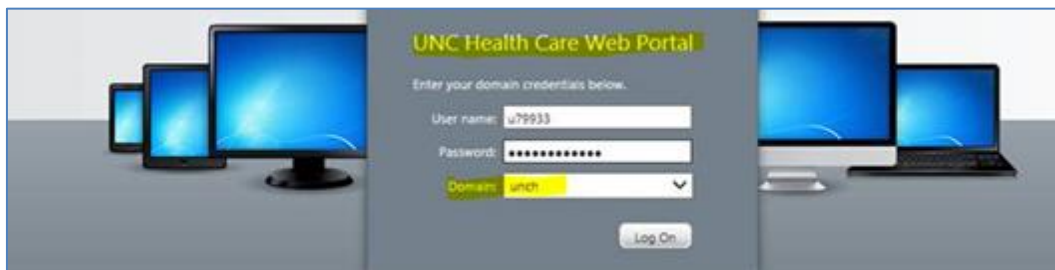 UNC Health Care Web Portal
Enter your domain credentials below.
User name: u79933
Password: ••••••••••••
Domain: unch
Log On